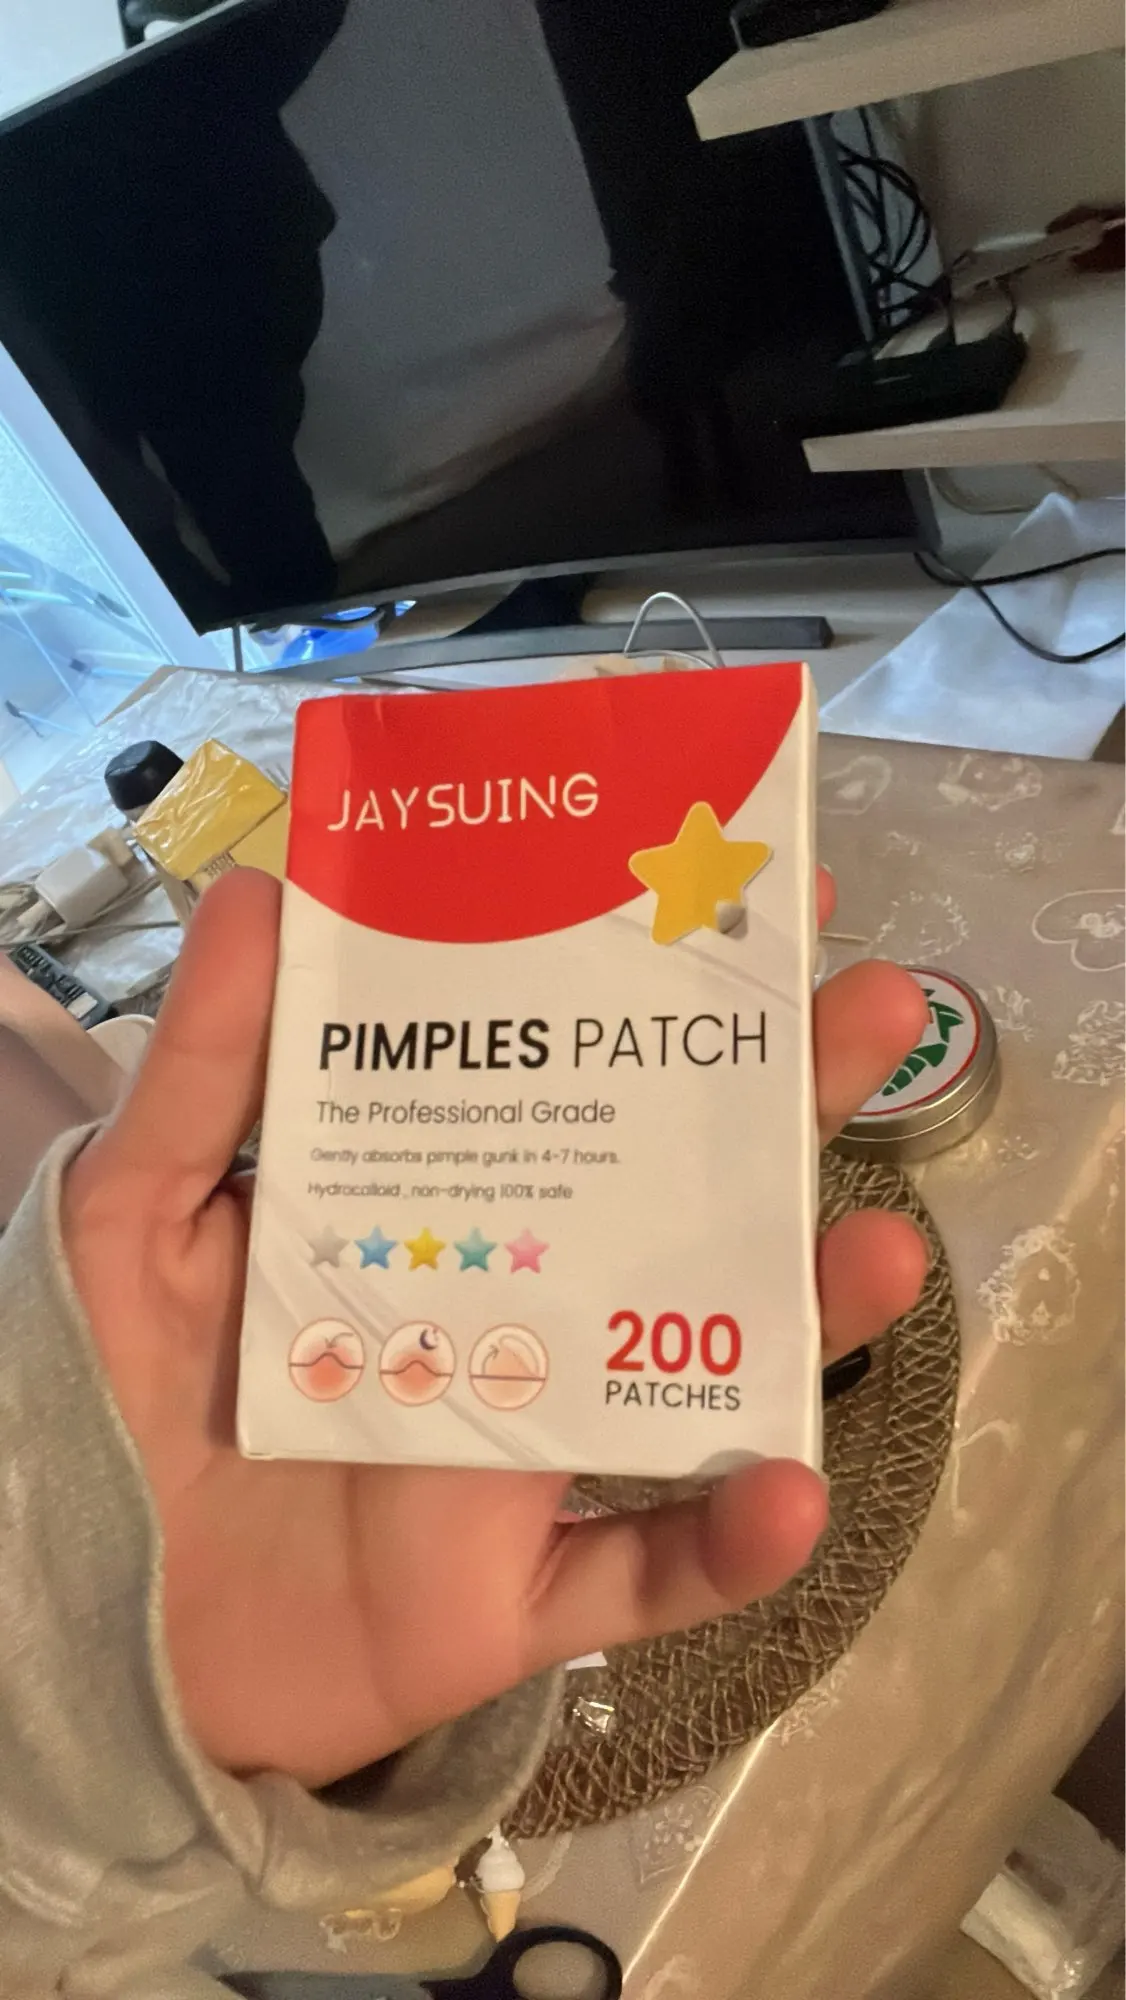 JAYSUING
PIMPLES PATCH
The Professional Grade
Gently absorbs pimple gunk in 4-7 hours.
Hydrocolloid , non-drying 100% safe
200
PATCHES